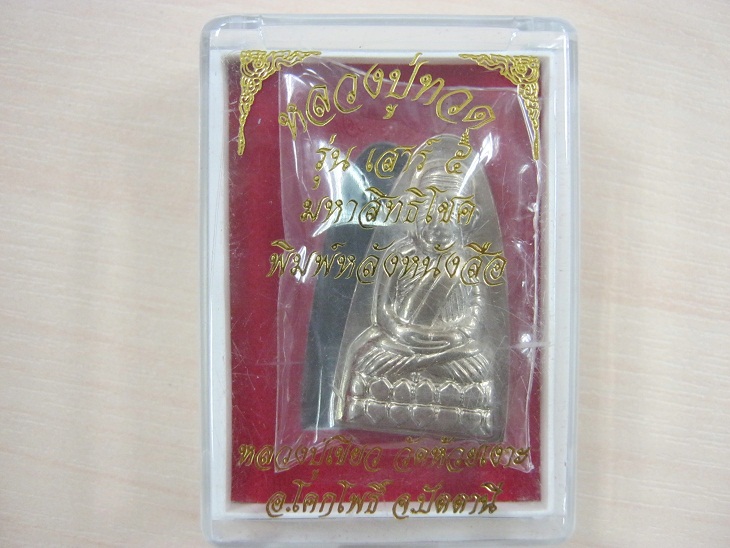 หลวงปู่ทวด
รุ่น เสาร์ ๕
มหาสิทธิโชค
พิมพ์หลังหนังสือ
หลวงปู่เขียว วัดห้วยเงาะ
อ.โคกโพธิ์ จ.ปัตตานี